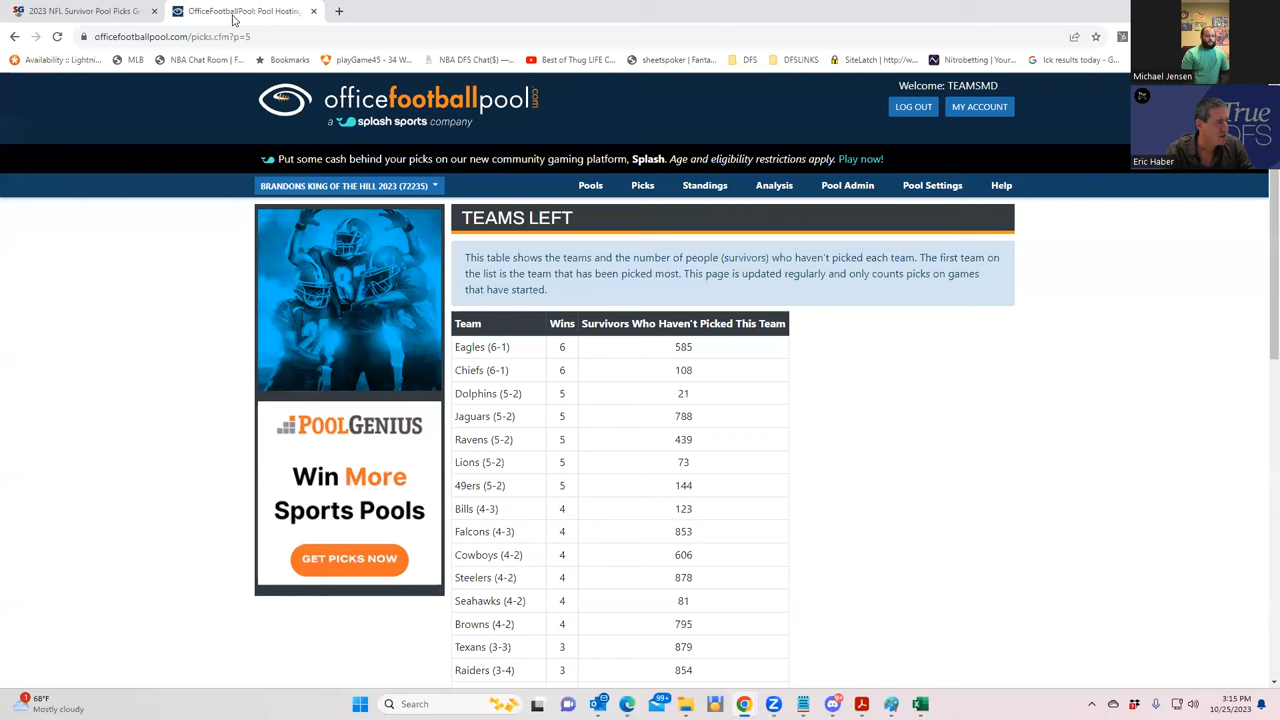 2023 NFL Survivor Pool Picks G
OfficeFootballPool: Pool Hosting
officefootballpool.com/picks.cfm?p=5
Availability :: Lightni...
MLB
NBA Chat Room | F...
Bookmarks
playGame45 - 34 W...
NBA DFS Chat($) —...
Best of Thug LIFE C...
sheetspoker | Fanta...
DFS
DFSLINKS
SiteLatch | http://w...
Nitrobetting | Your...
Ick results today - G...
Michael Jensen
Eric Haber
True
DFS
officefootballpool.com
a splash sports company
Welcome: TEAMSMD
LOG OUT
MY ACCOUNT
Put some cash behind your picks on our new community gaming platform, Splash. Age and eligibility restrictions apply. Play now!
BRANDONS KING OF THE HILL 2023 (72235)
Pools
Picks
Standings
Analysis
Pool Admin
Pool Settings
Help
TEAMS LEFT
This table shows the teams and the number of people (survivors) who haven't picked each team. The first team on
the list is the team that has been picked most. This page is updated regularly and only counts picks on games
that have started.
Team Wins Survivors Who Haven't Picked This Team
Eagles (6-1) 6 585
Chiefs (6-1) 6 108
Dolphins (5-2) 5 21
Jaguars (5-2) 5 788
Ravens (5-2) 5 439
Lions (5-2) 5 73
49ers (5-2) 5 144
Bills (4-3) 4 123
Falcons (4-3) 4 853
Cowboys (4-2) 4 606
Steelers (4-2) 4 878
Seahawks (4-2) 4 81
Browns (4-2) 4 795
Texans (3-3) 3 879
Raiders (3-4) 3 854
POOLGENIUS
Win More
Sports Pools
GET PICKS NOW
1
68°F
Mostly cloudy
Search
99+
3:15 PM
10/25/2023